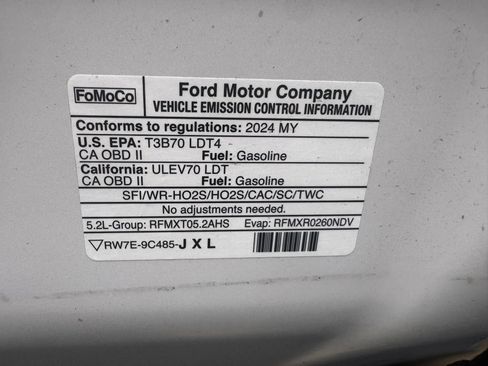 FoMoCo
Ford Motor Company
VEHICLE EMISSION CONTROL INFORMATION
Conforms to regulations: 2024 MY
U.S. EPA: T3B70 LDT4
CA OBD II Fuel: Gasoline
California: ULEV70 LDT
CA OBD II Fuel: Gasoline
SFI/WR-HO2S/HO2S/CAC/SC/TWC
No adjustments needed.
5.2L-Group: RFMXT05.2AHS Evap: RFMXR0260NDV
RW7E-9C485-JXL